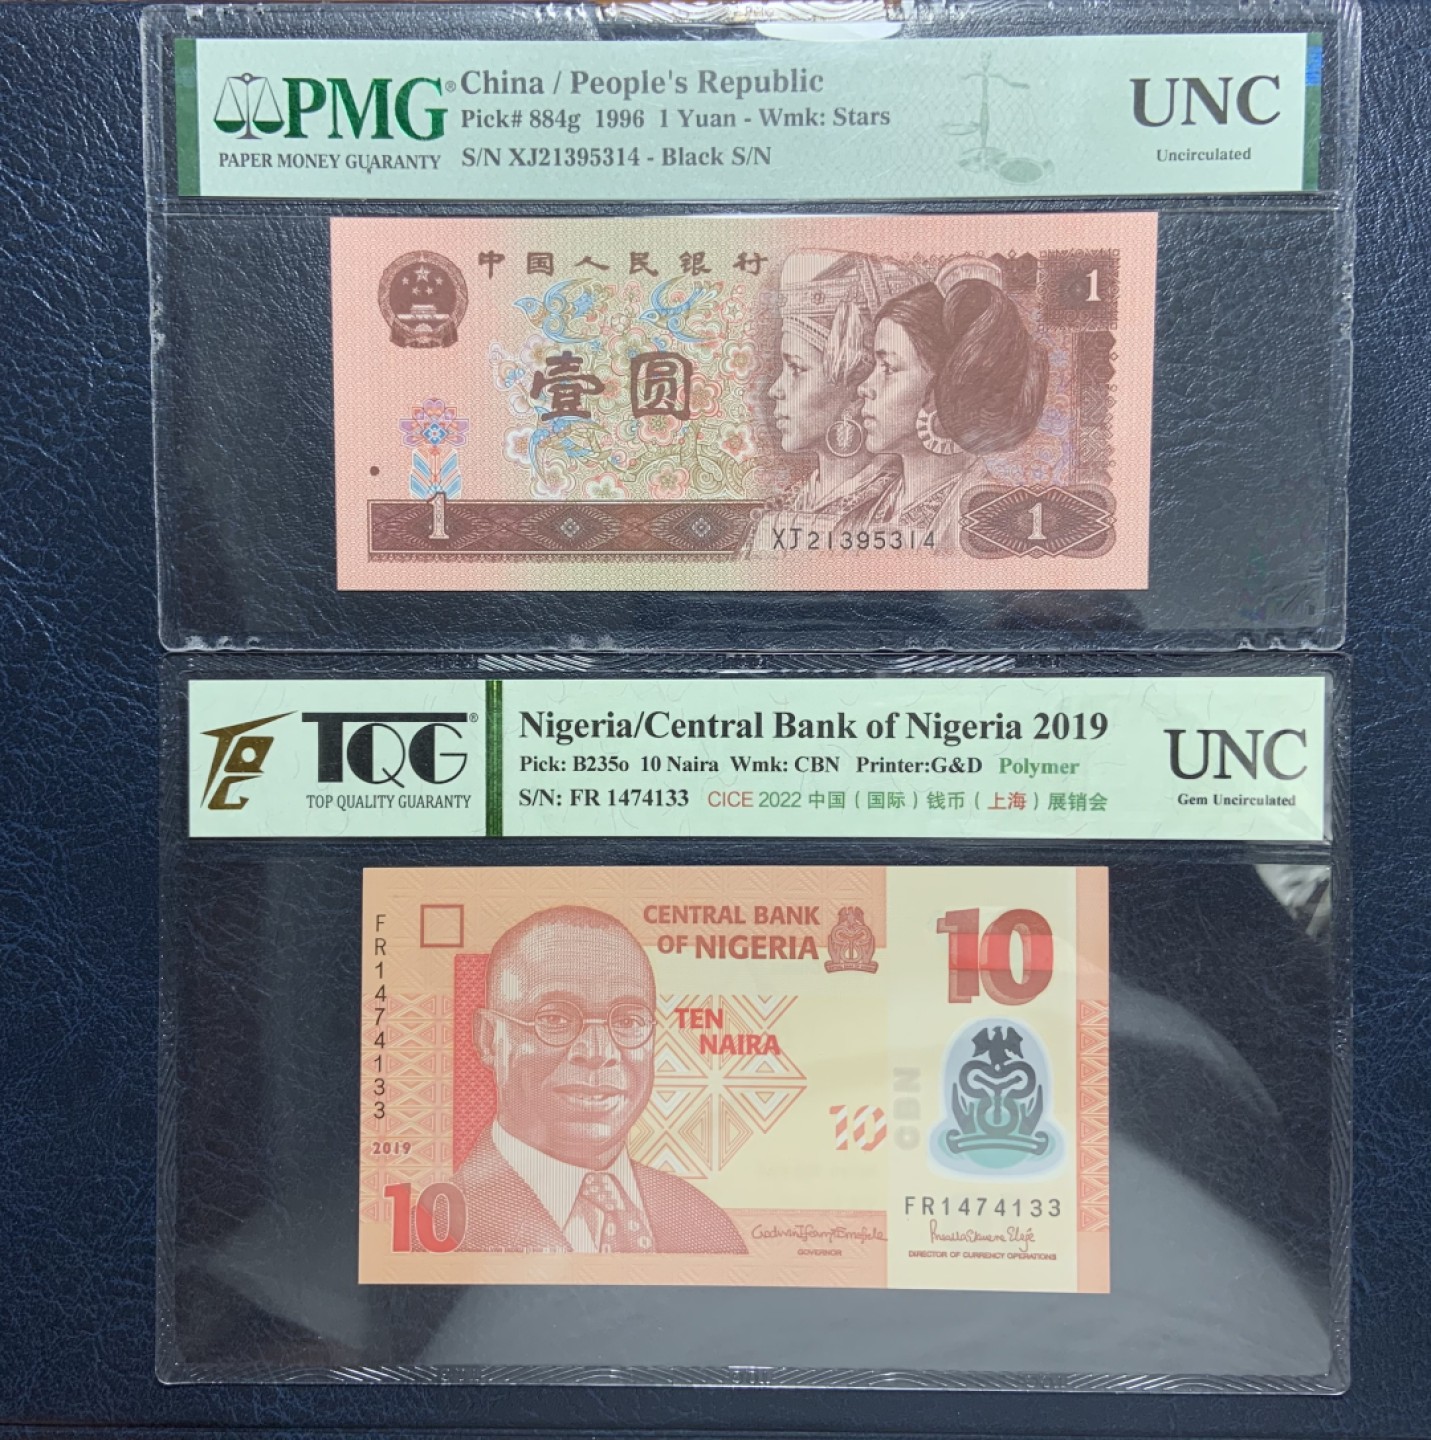 PMG® China / People's Republic
Pick# 884g 1996 1 Yuan - Wmk: Stars
PAPER MONEY GUARANTY S/N XJ21395314 - Black S/N
UNC
Uncirculated
中国人民银行
1
壹圆
1
1
XJ21395314
TQG®
TOP QUALITY GUARANTY
Nigeria/Central Bank of Nigeria 2019
Pick: B235o 10 Naira Wmk: CBN Printer:G&D Polymer
S/N: FR 1474133 CICE 2022 中国（国际）钱币（上海）展销会
UNC
Gem Uncirculated
FR1474133
CENTRAL BANK
OF NIGERIA
10
TEN
NAIRA
10
CBN
2019
10
FR1474133
GOVERNOR
DIRECTOR OF CURRENCY OPERATIONS